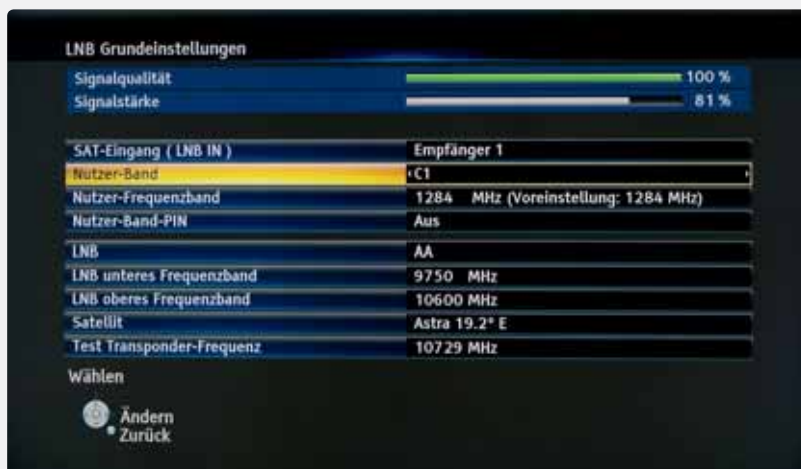 LNB Grundeinstellungen
Signalqualität 100 %
Signalstärke 81 %
SAT-Eingang ( LNB IN ) Empfänger 1
Nutzer-Band C1
Nutzer-Frequenzband 1284 MHz (Voreinstellung: 1284 MHz)
Nutzer-Band-PIN Aus
LNB AA
LNB unteres Frequenzband 9750 MHz
LNB oberes Frequenzband 10600 MHz
Satellit Astra 19.2° E
Test Transponder-Frequenz 10729 MHz
Wählen
Ändern
Zurück